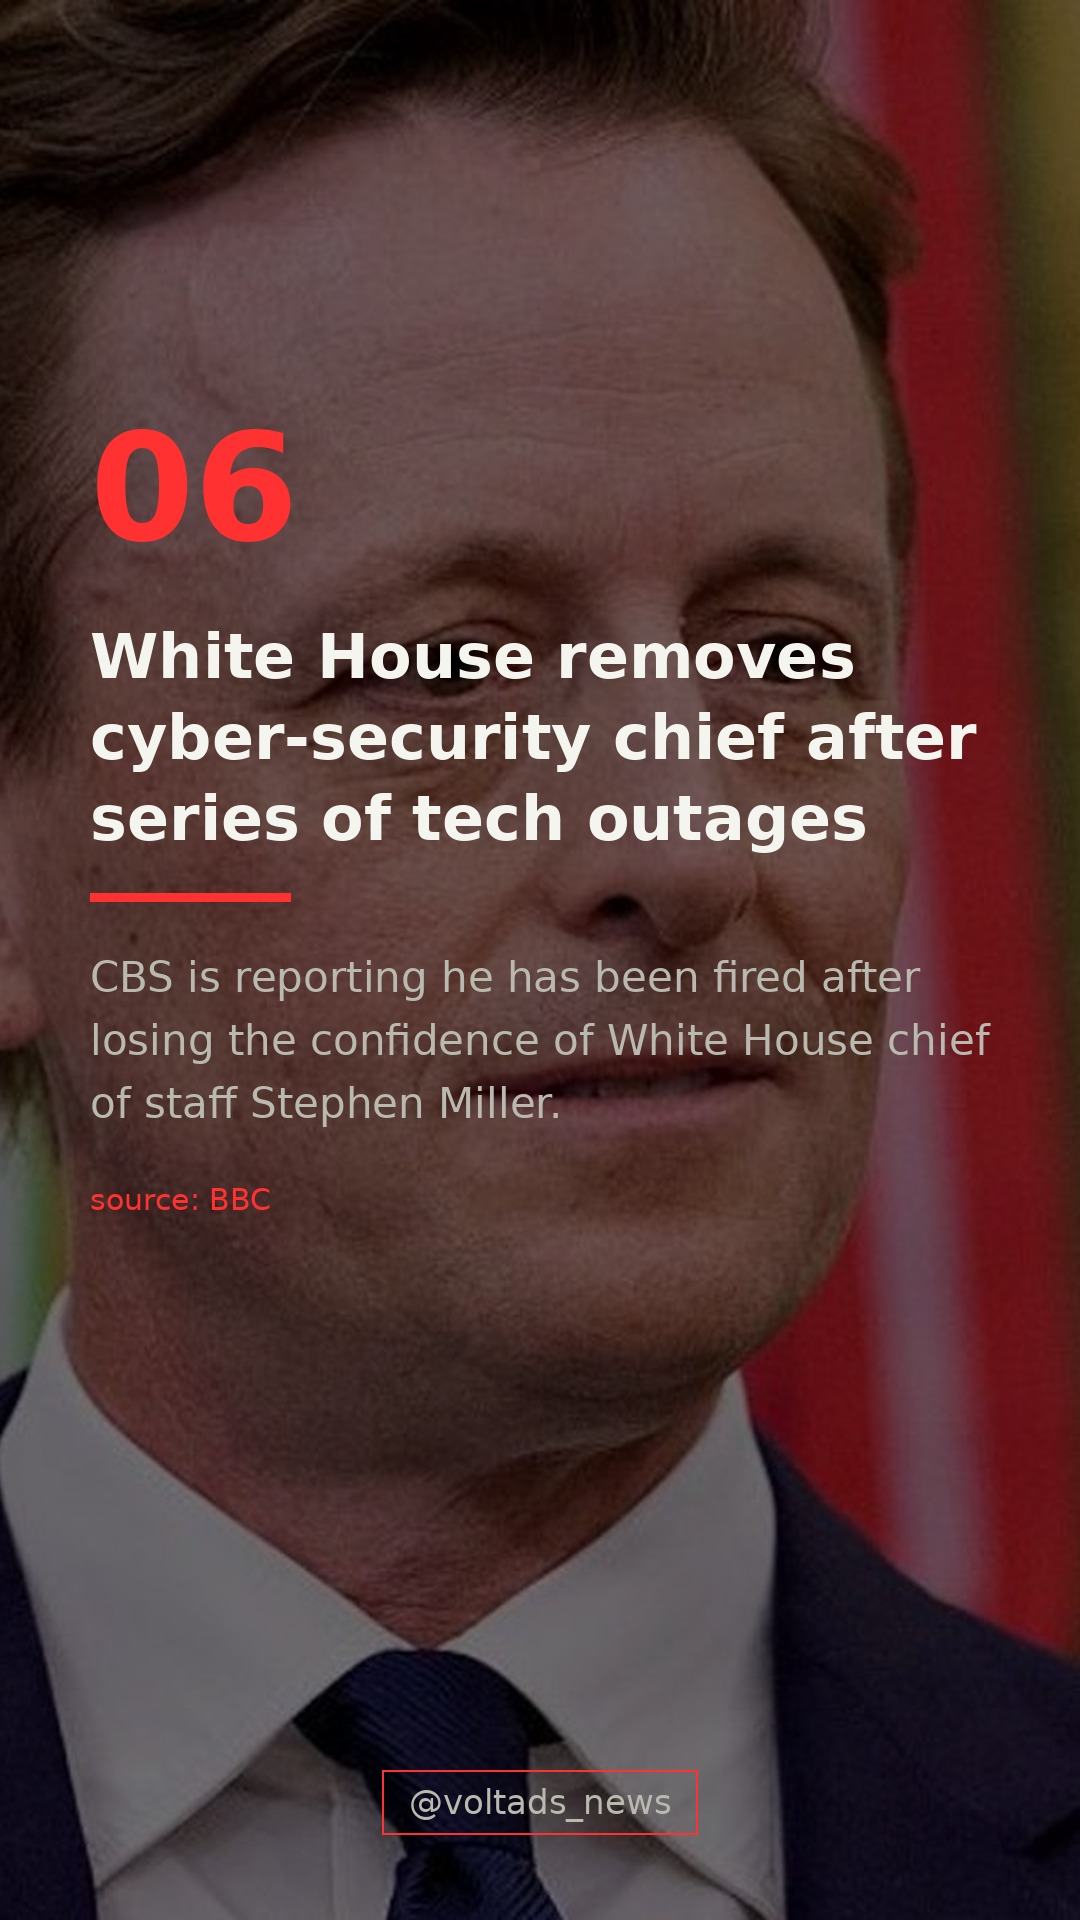 06
White House removes
cyber-security chief after
series of tech outages
CBS is reporting he has been fired after
losing the confidence of White House chief
of staff Stephen Miller.
source: BBC
@voltads_news